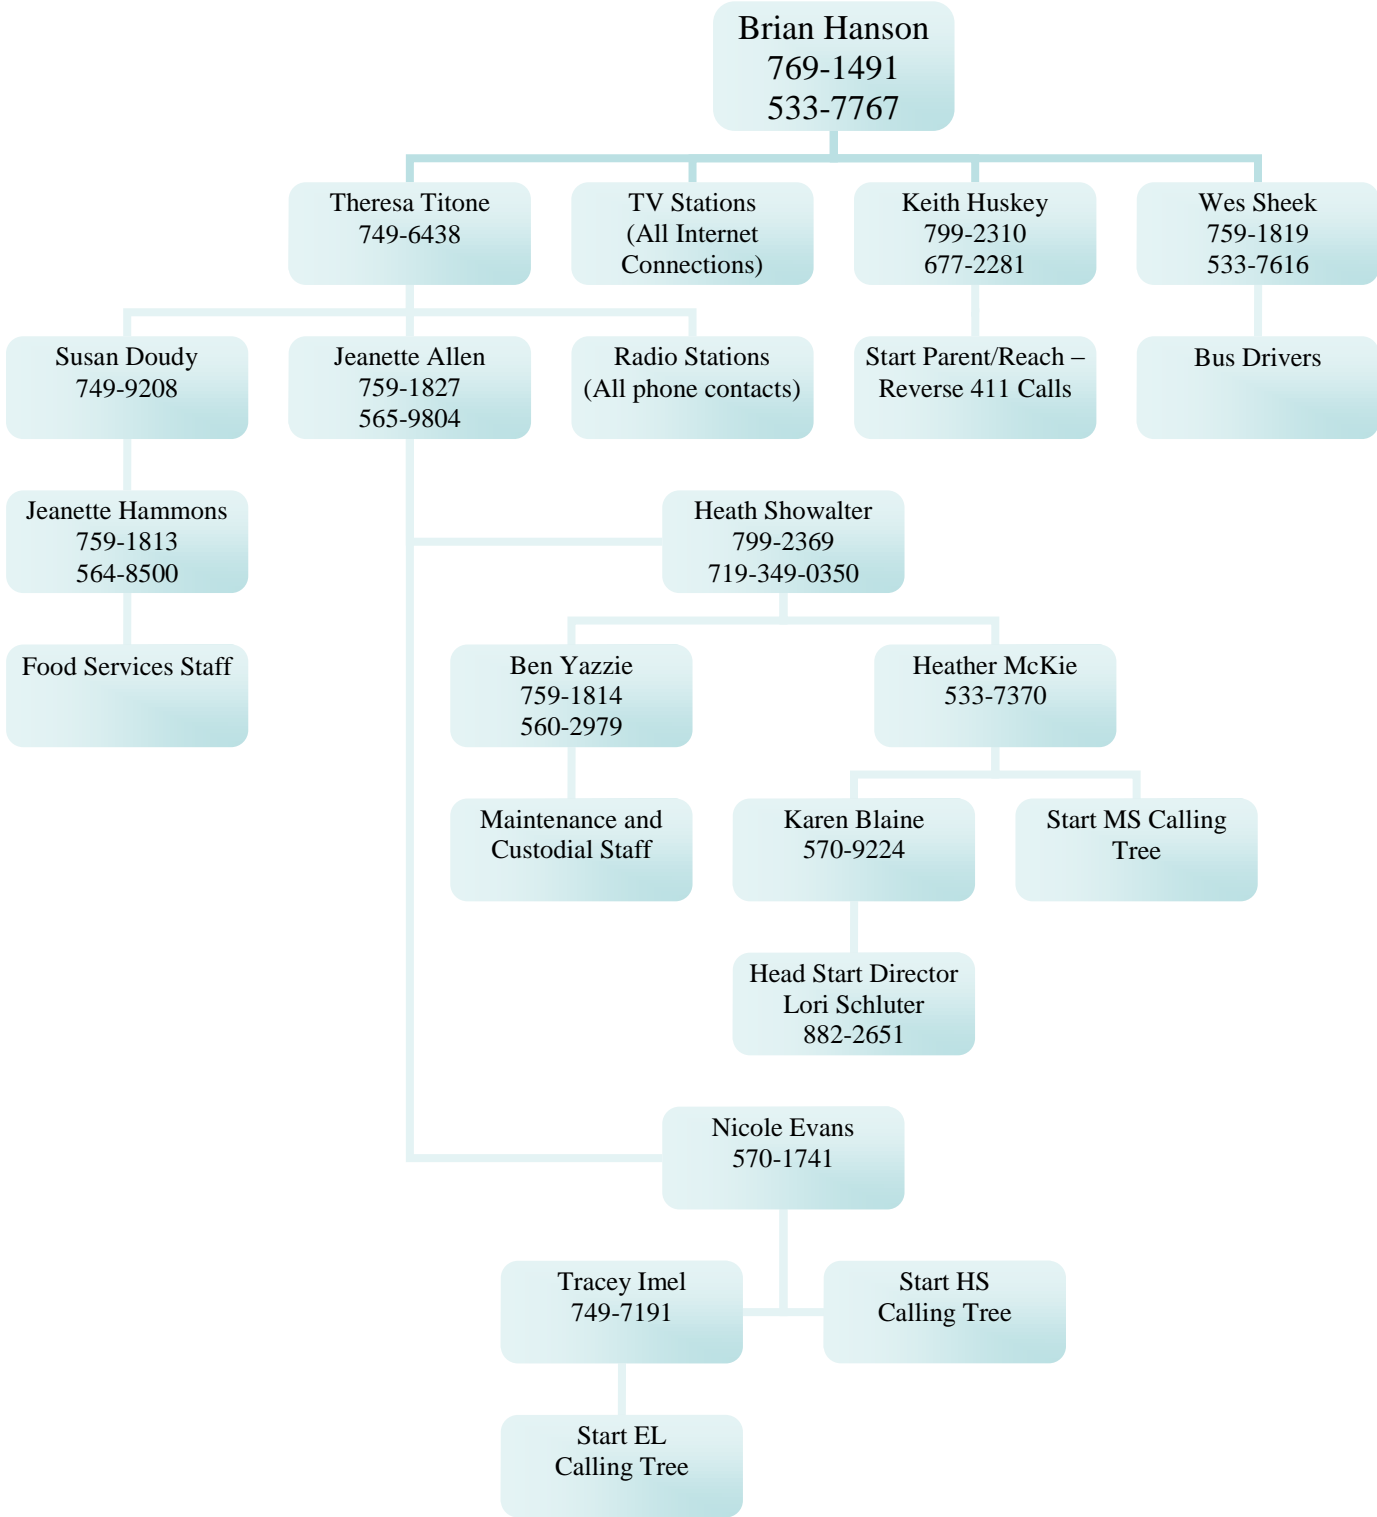 Brian Hanson
769-1491
533-7767
Theresa Titone
749-6438
TV Stations
(All Internet
Connections)
Keith Huskey
799-2310
677-2281
Wes Sheek
759-1819
533-7616
Susan Doudy
749-9208
Jeanette Allen
759-1827
565-9804
Radio Stations
(All phone contacts)
Start Parent/Reach –
Reverse 411 Calls
Bus Drivers
Jeanette Hammons
759-1813
564-8500
Heath Showalter
799-2369
719-349-0350
Food Services Staff
Ben Yazzie
759-1814
560-2979
Heather McKie
533-7370
Maintenance and
Custodial Staff
Karen Blaine
570-9224
Start MS Calling
Tree
Head Start Director
Lori Schluter
882-2651
Nicole Evans
570-1741
Tracey Imel
749-7191
Start HS
Calling Tree
Start EL
Calling Tree